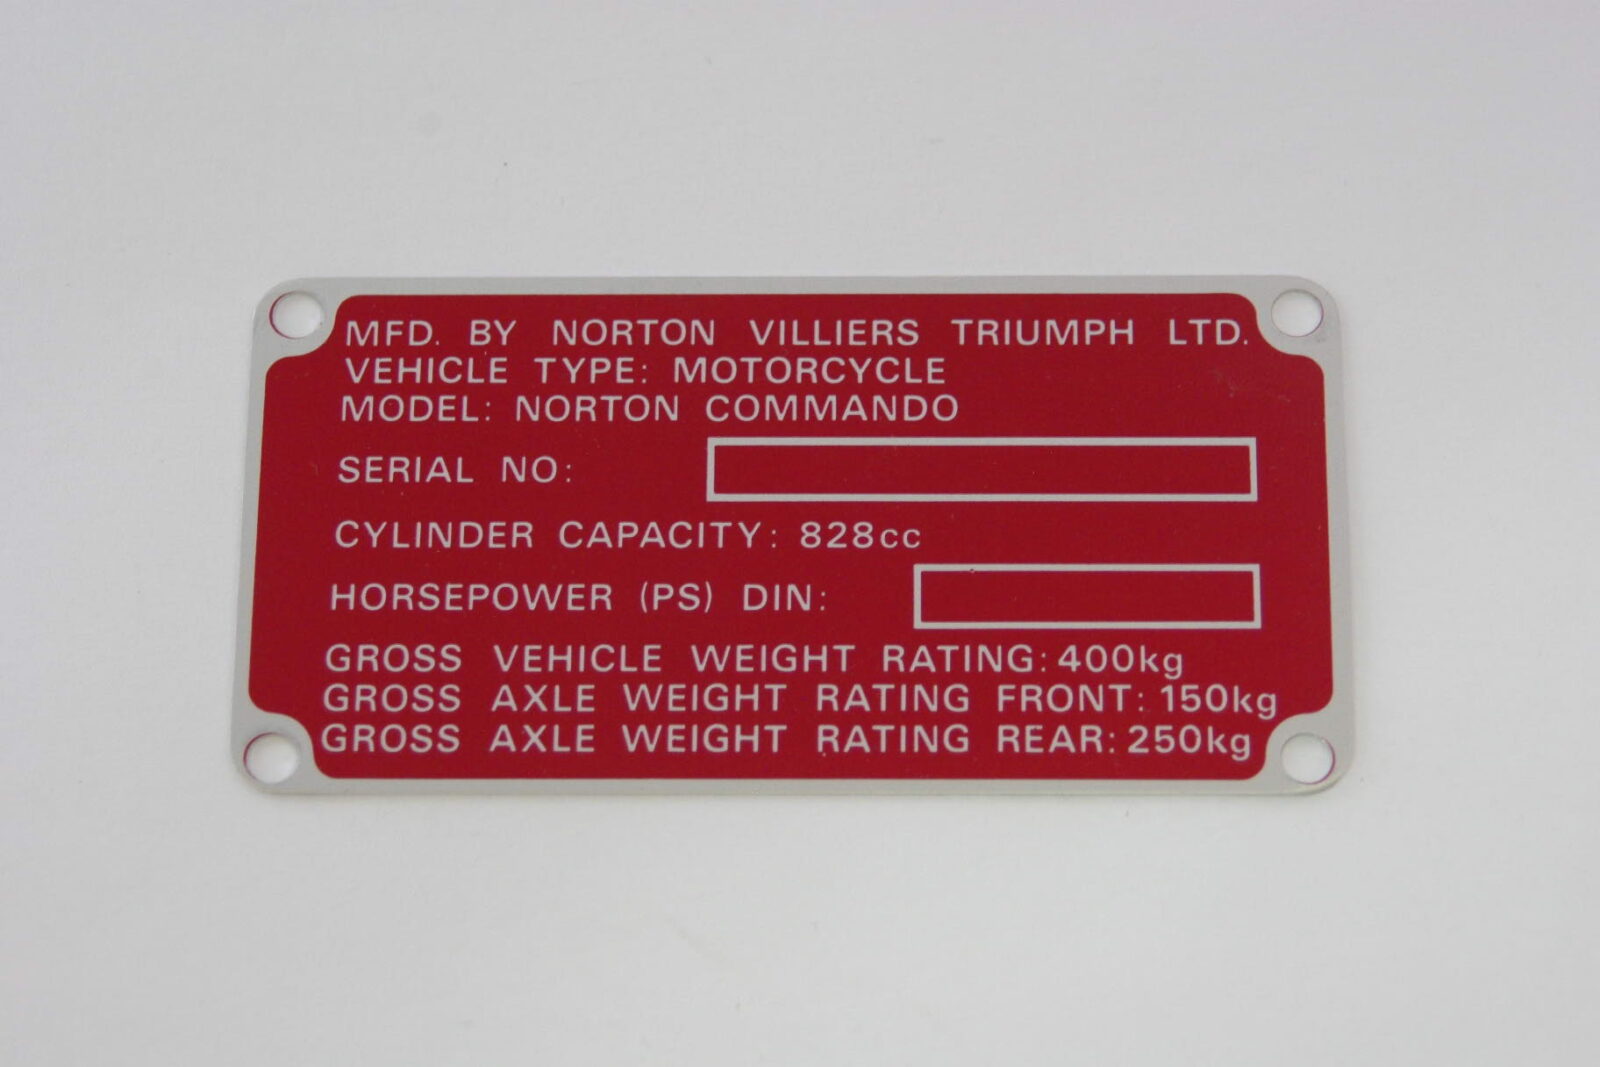 MFD. BY NORTON VILLIERS TRIUMPH LTD.
VEHICLE TYPE: MOTORCYCLE
MODEL: NORTON COMMANDO
SERIAL NO:
CYLINDER CAPACITY: 828cc
HORSEPOWER (PS) DIN:
GROSS VEHICLE WEIGHT RATING: 400kg
GROSS AXLE WEIGHT RATING FRONT: 150kg
GROSS AXLE WEIGHT RATING REAR: 250kg